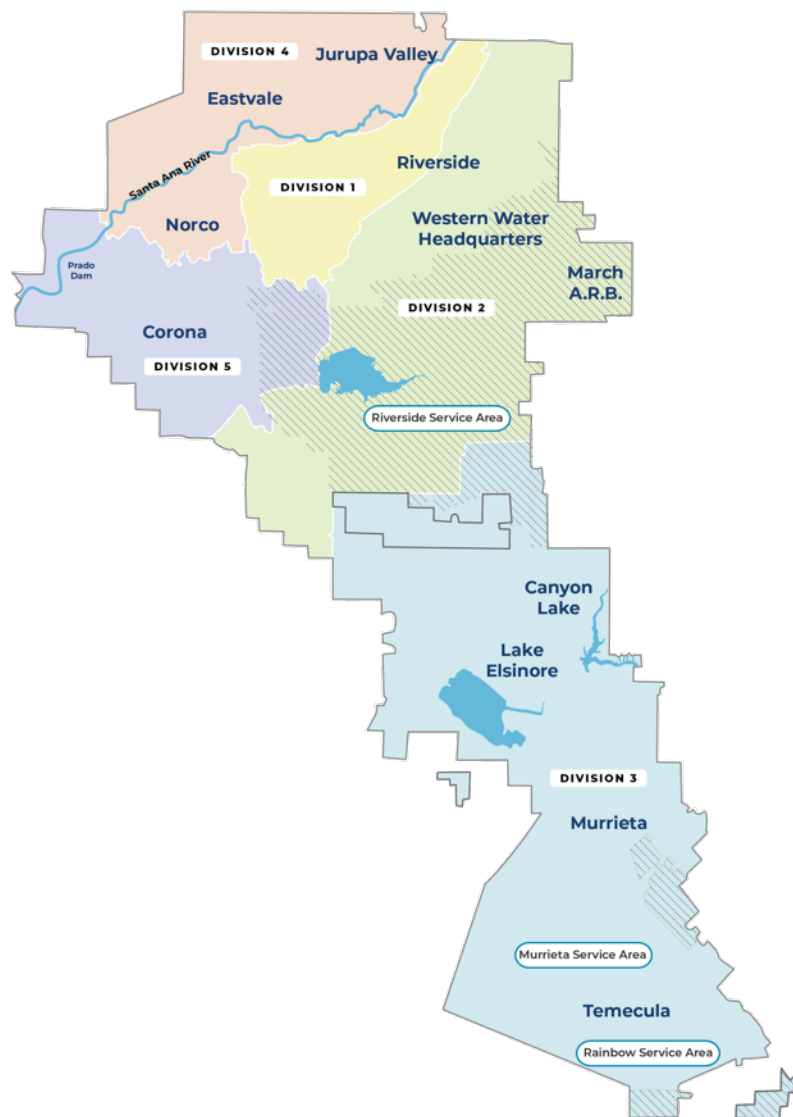 DIVISION 4
Jurupa Valley
Eastvale
Santa Ana River
Riverside
DIVISION 1
Norco
Western Water
Headquarters
Prado
Dam
March
A.R.B.
DIVISION 2
Corona
DIVISION 5
Riverside Service Area
Canyon
Lake
Lake
Elsinore
DIVISION 3
Murrieta
Murrieta Service Area
Temecula
Rainbow Service Area